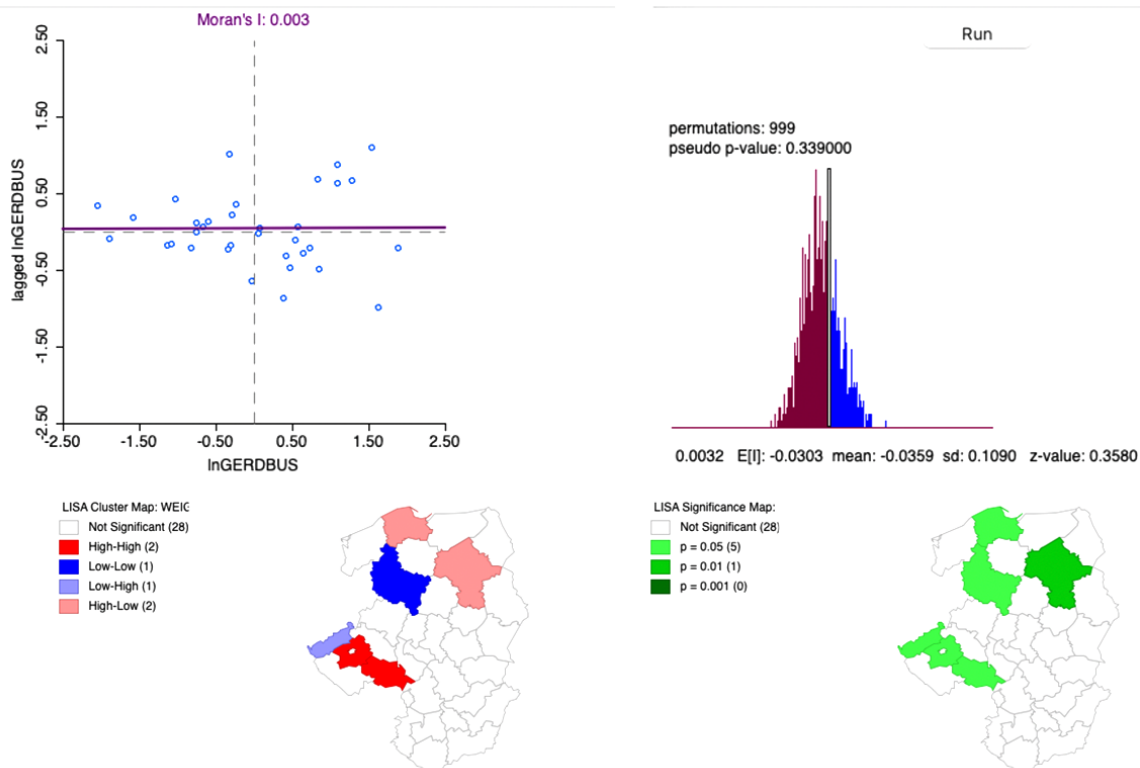 Moran's I: 0.003
2.50
1.50
0.50
-0.50
-1.50
-2.50
lagged lnGERDBUS
-2.50 -1.50 -0.50 0.50 1.50 2.50
lnGERDBUS
Run
permutations: 999
pseudo p-value: 0.339000
0.0032 E[I]: -0.0303 mean: -0.0359 sd: 0.1090 z-value: 0.3580
LISA Cluster Map: WEIG
Not Significant (28)
High-High (2)
Low-Low (1)
Low-High (1)
High-Low (2)
LISA Significance Map:
Not Significant (28)
p = 0.05 (5)
p = 0.01 (1)
p = 0.001 (0)